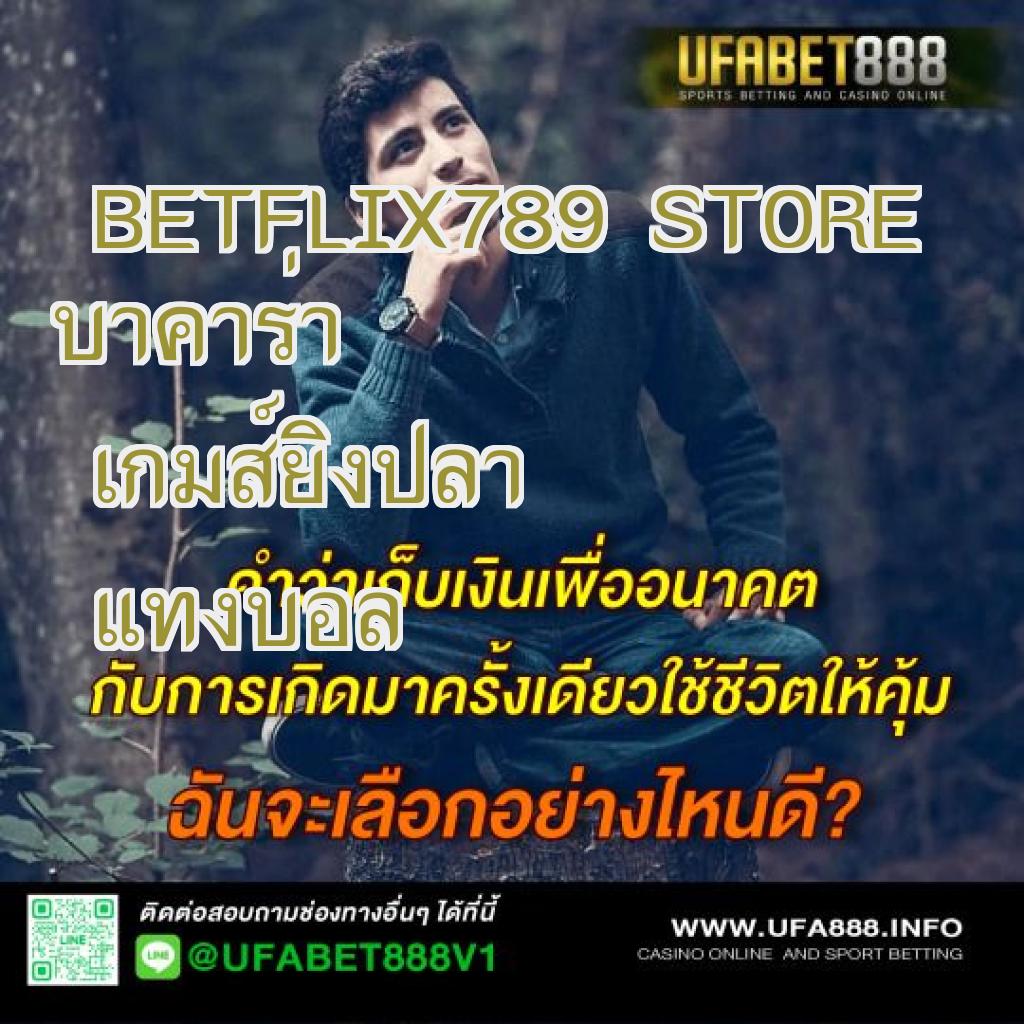 UFABET888
SPORTS BETTING AND CASINO ONLINE
BETFLIX789 STORE
บาคาร่า
เกมส์ยิงปลา
แทงบอล
คำว่าเก็บเงินเพื่ออนาคต
กับการเกิดมาครั้งเดียวใช้ชีวิตให้คุ้ม
ฉันจะเลือกอย่างไหนดี?
ติดต่อสอบถามช่องทางอื่นๆ ได้ที่นี้
LINE
LINE
@UFABET888V1
WWW.UFA888.INFO
CASINO ONLINE AND SPORT BETTING